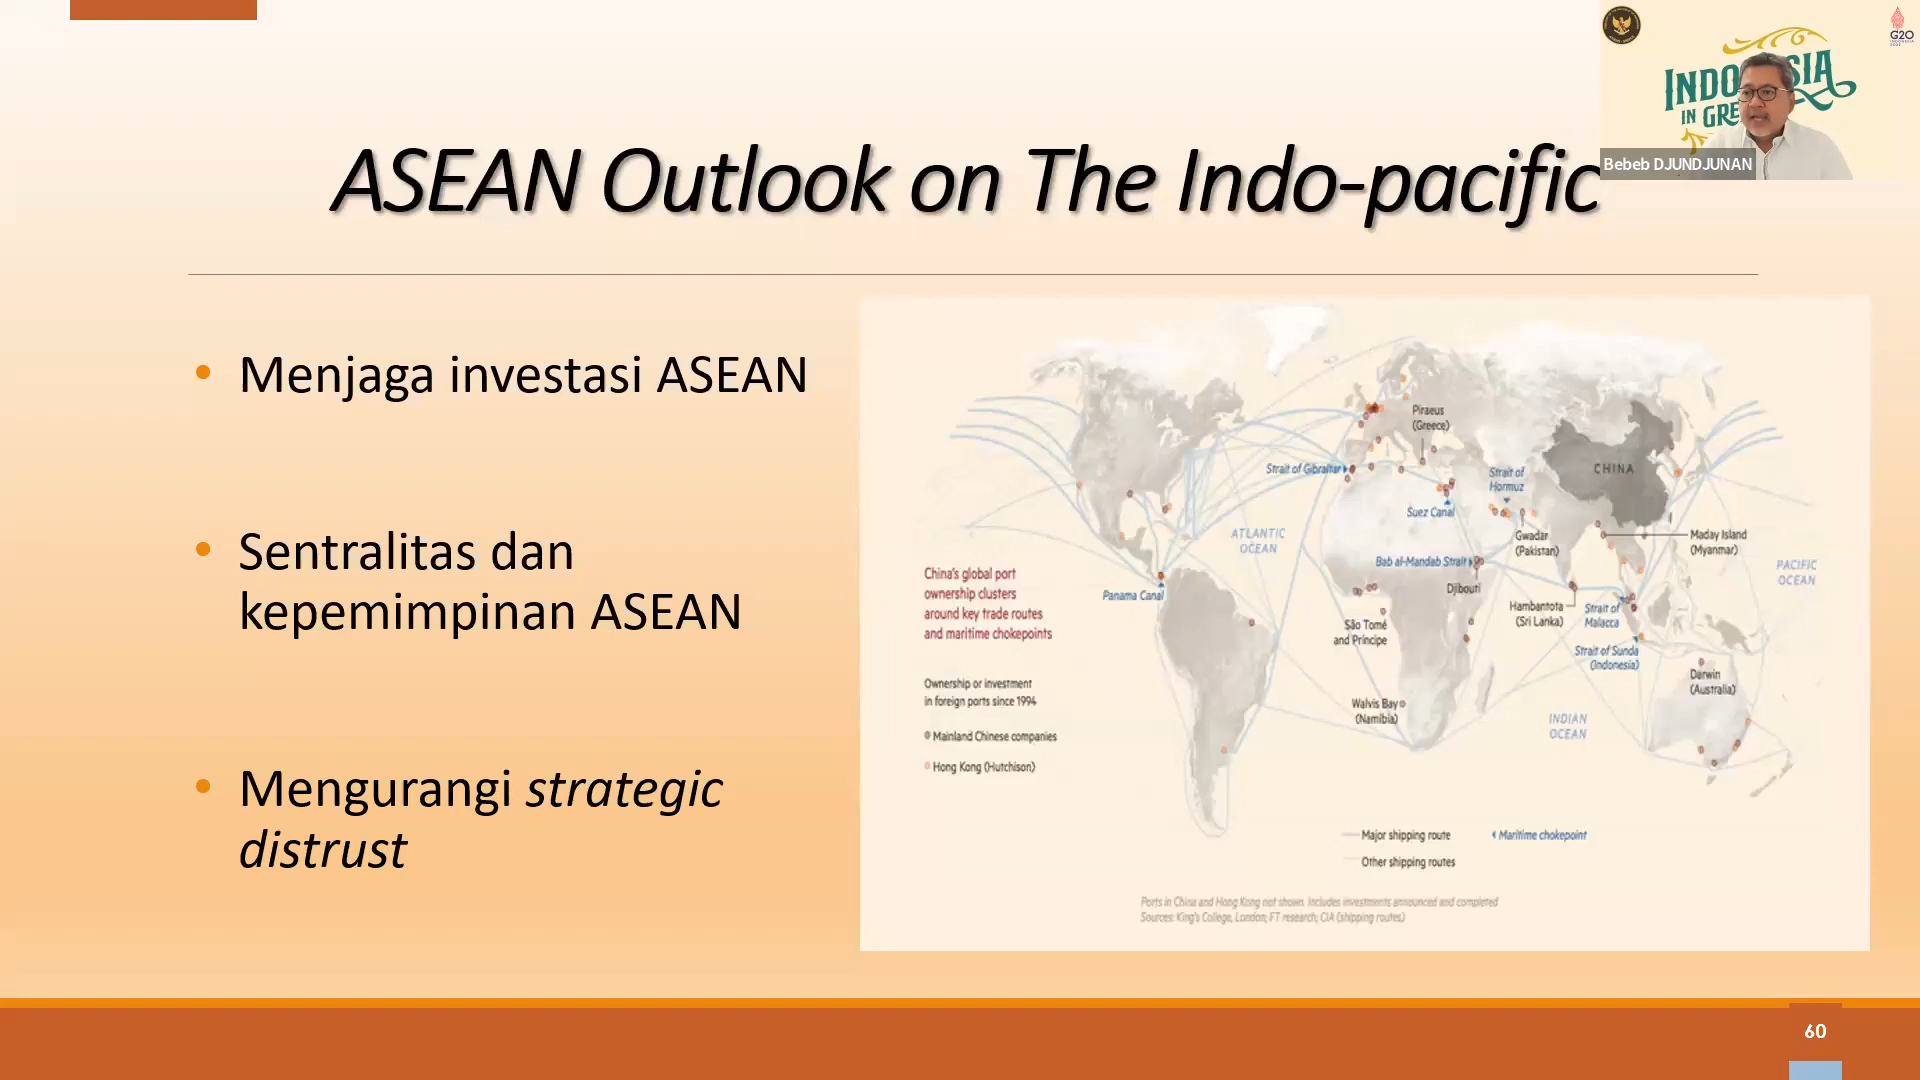 INDO SIA
IN GRE
G20
Bebeb DJUNDJUNAN
ASEAN Outlook on The Indo-pacific
• Menjaga investasi ASEAN
• Sentralitas dan
kepemimpinan ASEAN
• Mengurangi strategic
distrust
Piraeus
(Greece)
Strait of Gibraltar
Strait of
Hormuz
CHINA
Suez Canal
ATLANTIC
OCEAN
Gwadar
(Pakistan)
Maday Island
(Myanmar)
Bab al-Mandab Strait
PACIFIC
OCEAN
Djibouti
Panama Canal
Hambantota
(Sri Lanka)
Strait of
Malacca
São Tomé
and Príncipe
Strait of Sunda
(Indonesia)
Darwin
(Australia)
Walvis Bay
(Namibia)
INDIAN
OCEAN
China's global port
ownership clusters
around key trade routes
and maritime chokepoints
Ownership or investment
in foreign ports since 1994
Mainland Chinese companies
Hong Kong (Hutchison)
Major shipping route
Maritime chokepoint
Other shipping routes
Ports in China and Hong Kong not shown. Includes investments announced and completed
Sources: King's College, London; FT research; CIA (shipping routes)
60